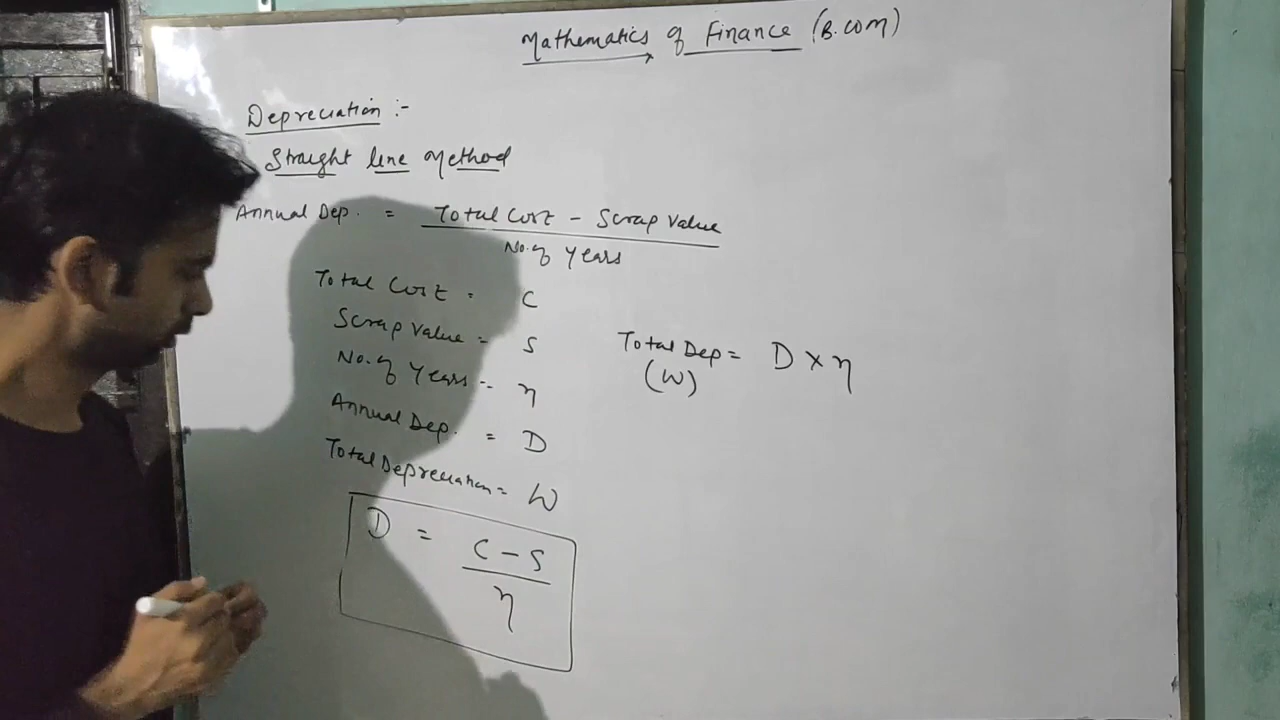 Mathematics of Finance (B.com)
Depreciation :-
Straight line Method
Annual Dep. = Total Cost - Scrap Value
No. of Years
Total Cost = C
Scrap Value = S
No. of Years = n
Annual Dep. = D
Total Depreciation = W
D = C - S
n
Total Dep = D x n
(W)